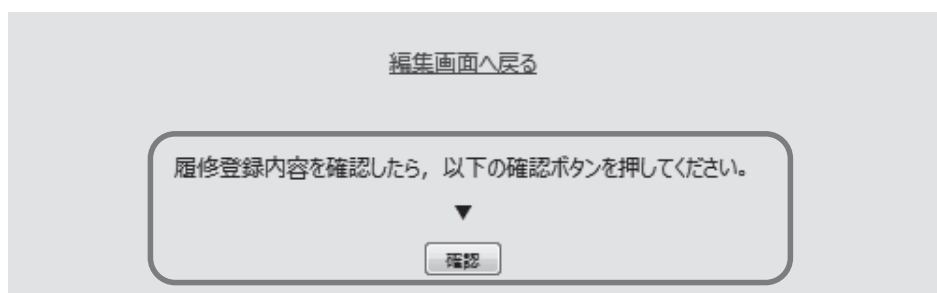 編集画面へ戻る
履修登録内容を確認したら，以下の確認ボタンを押してください。
▼
確認